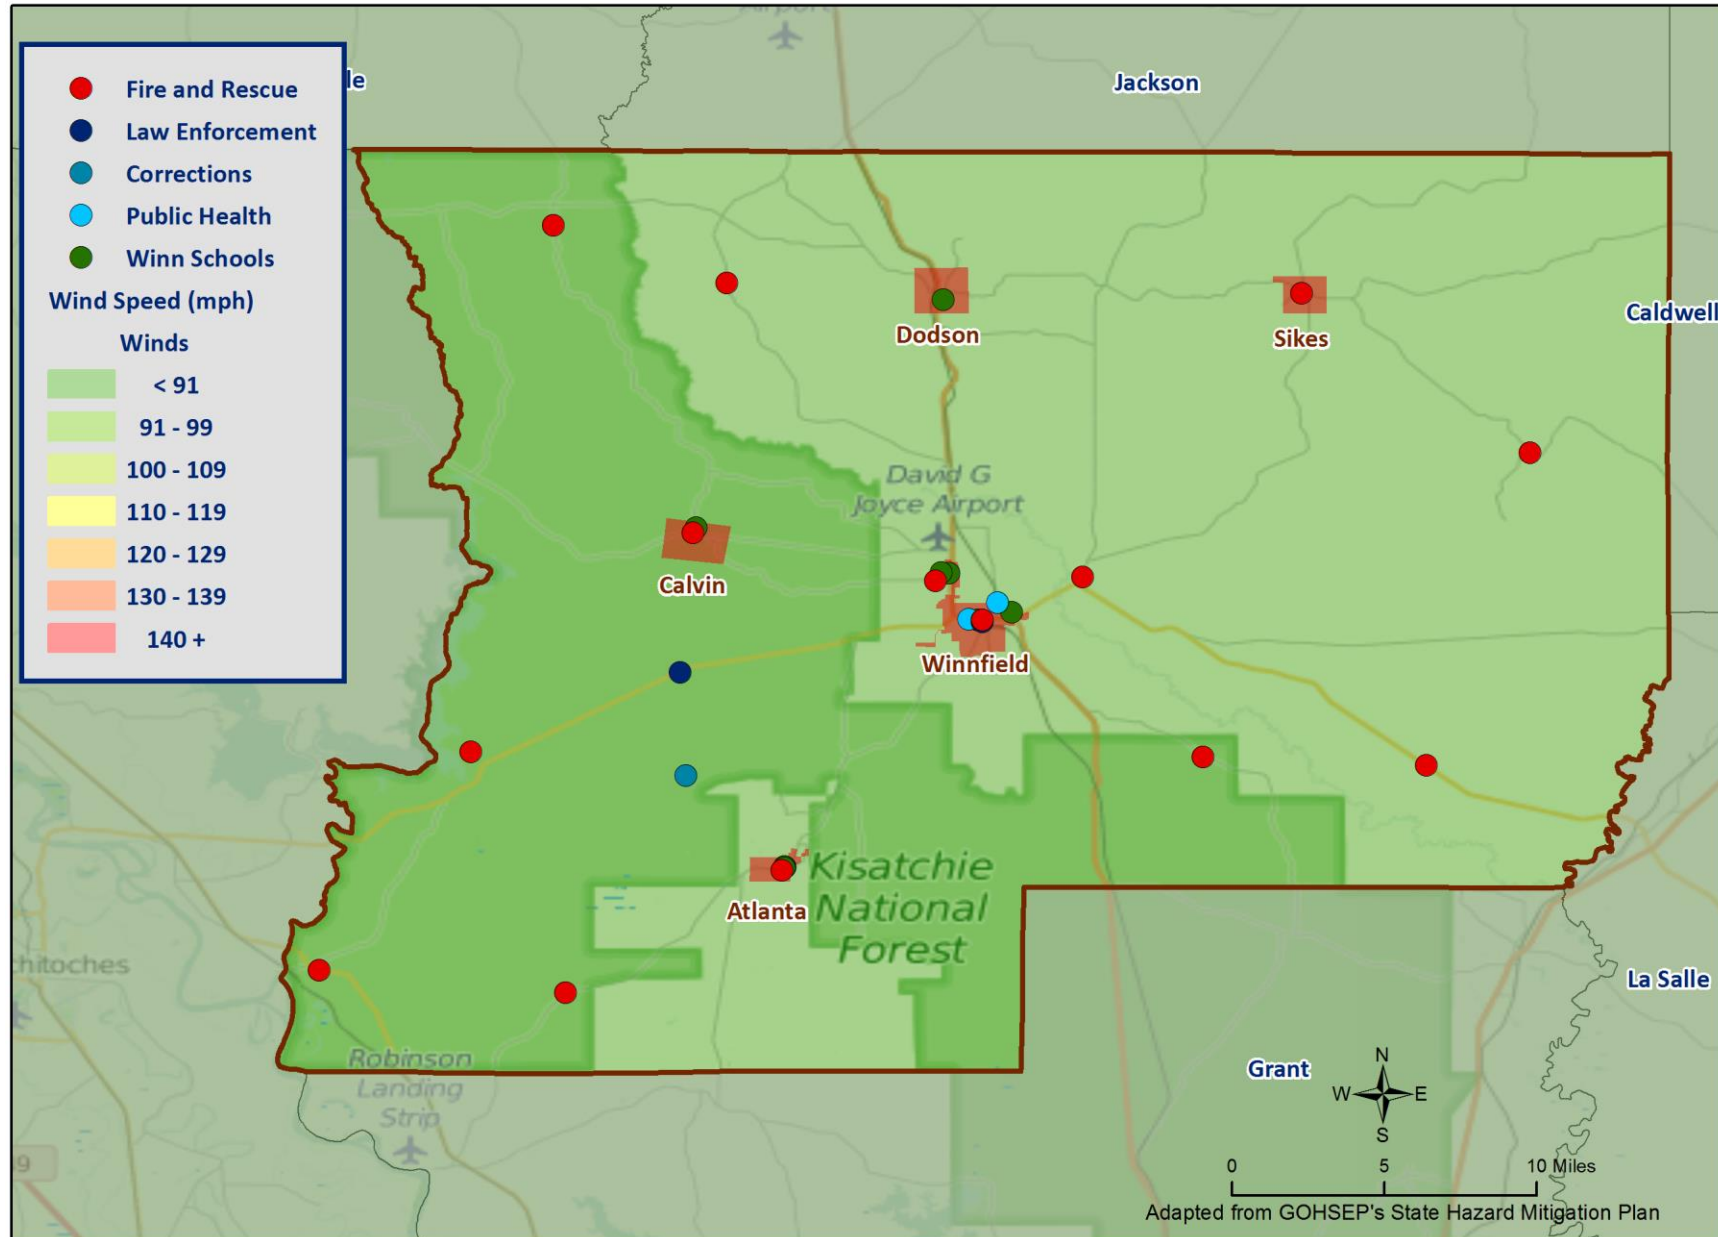 Airport
Jackson
Fire and Rescue
Law Enforcement
Corrections
Public Health
Winn Schools
Wind Speed (mph)
Winds
< 91
91 - 99
100 - 109
110 - 119
120 - 129
130 - 139
140 +
Caldwell
Dodson
Sikes
David G
Joyce Airport
Calvin
Winnfield
Kisatchie
National
Forest
Atlanta
La Salle
Robinson
Landing
Strip
Grant
N
W
E
S
0 5 10 Miles
Adapted from GOHSEP's State Hazard Mitigation Plan